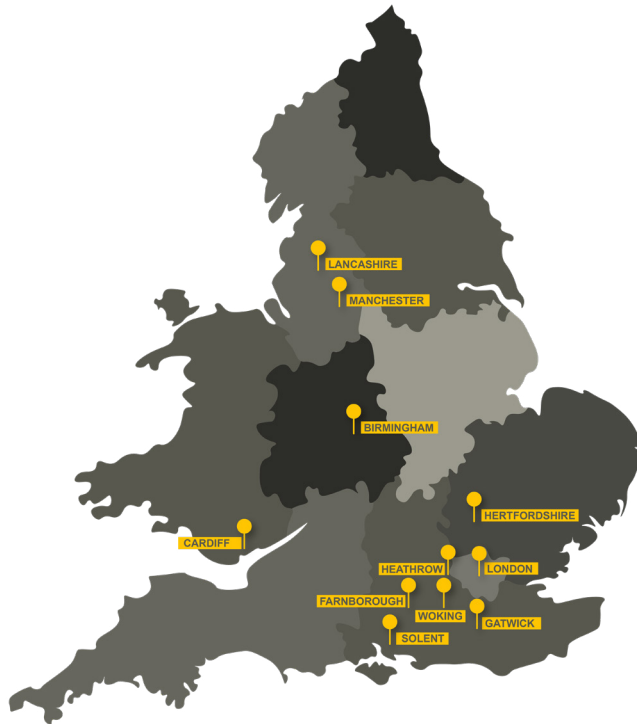 LANCASHIRE
MANCHESTER
BIRMINGHAM
HERTFORDSHIRE
CARDIFF
HEATHROW
LONDON
FARNBOROUGH
WOKING
GATWICK
SOLENT